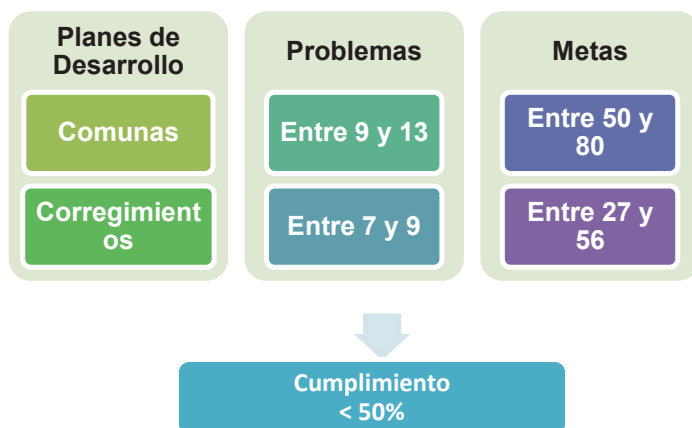 Planes de
Desarrollo
Comunas
Corregimient
os
Problemas
Entre 9 y 13
Entre 7 y 9
Metas
Entre 50 y
80
Entre 27 y
56
Cumplimiento
< 50%